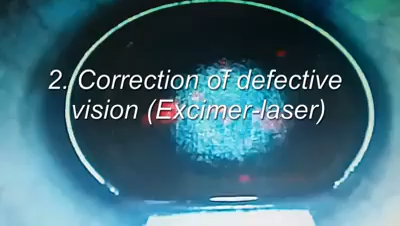 2. Correction of defective
vision (Excimer-laser)